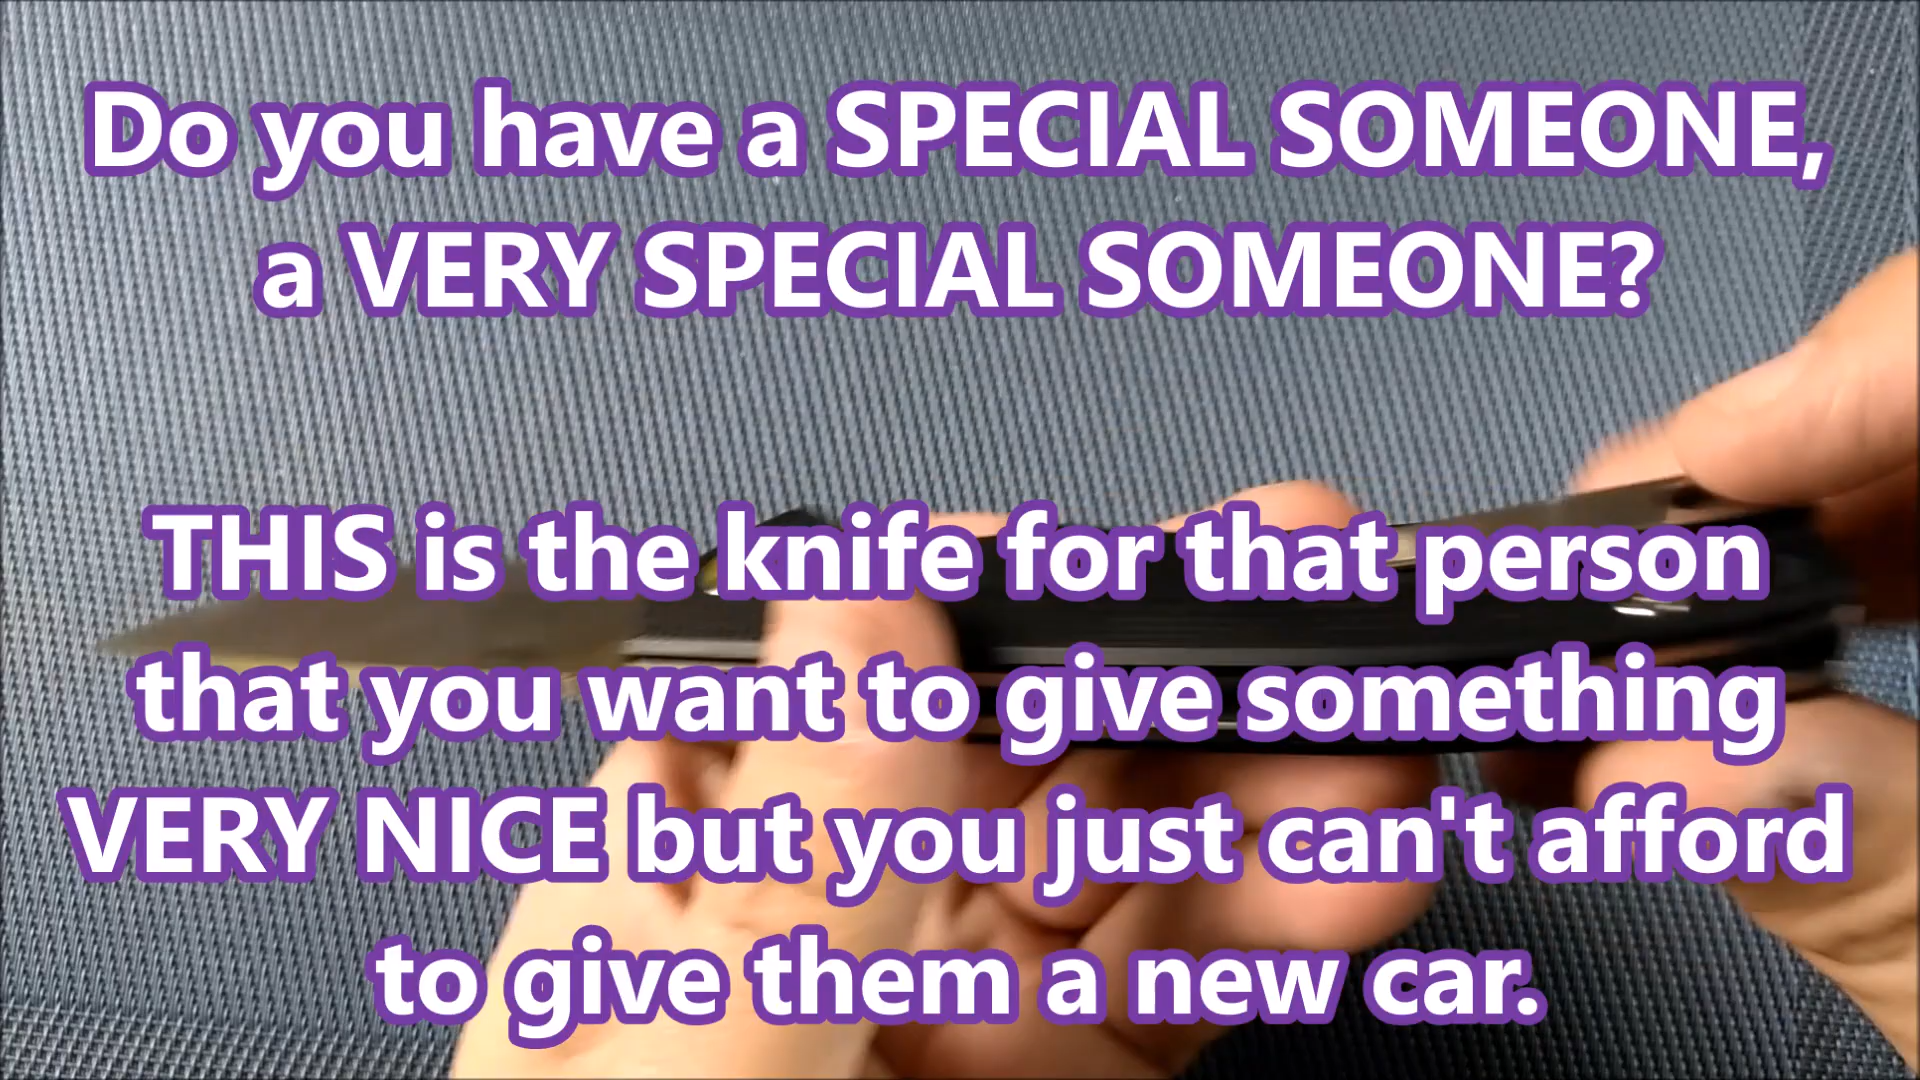 Do you have a SPECIAL SOMEONE,
a VERY SPECIAL SOMEONE?
THIS is the knife for that person
that you want to give something
VERY NICE but you just can't afford
to give them a new car.